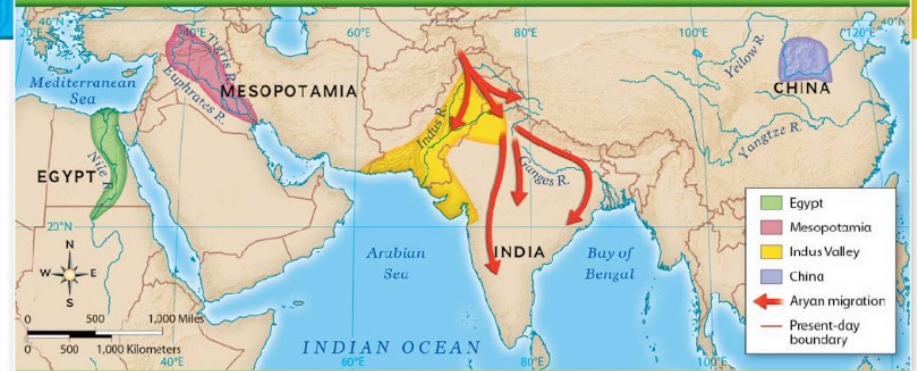 40°N
20°E
40°E
60°E
80°E
100°E
120°E
40°N
Tigris R.
Yellow R.
Mediterranean
Sea
Euphrates R.
MESOPOTAMIA
CHINA
Indus R.
Yangtze R.
EGYPT
Nile R.
Ganges R.
20°N
Arabian
Sea
INDIA
Bay of
Bengal
N
W
E
S
0 500 1,000 Miles
0 500 1,000 Kilometers
INDIAN OCEAN
40°E
60°E
80°E
100°E
Egypt
Mesopotamia
Indus Valley
China
Aryan migration
Present-day
boundary